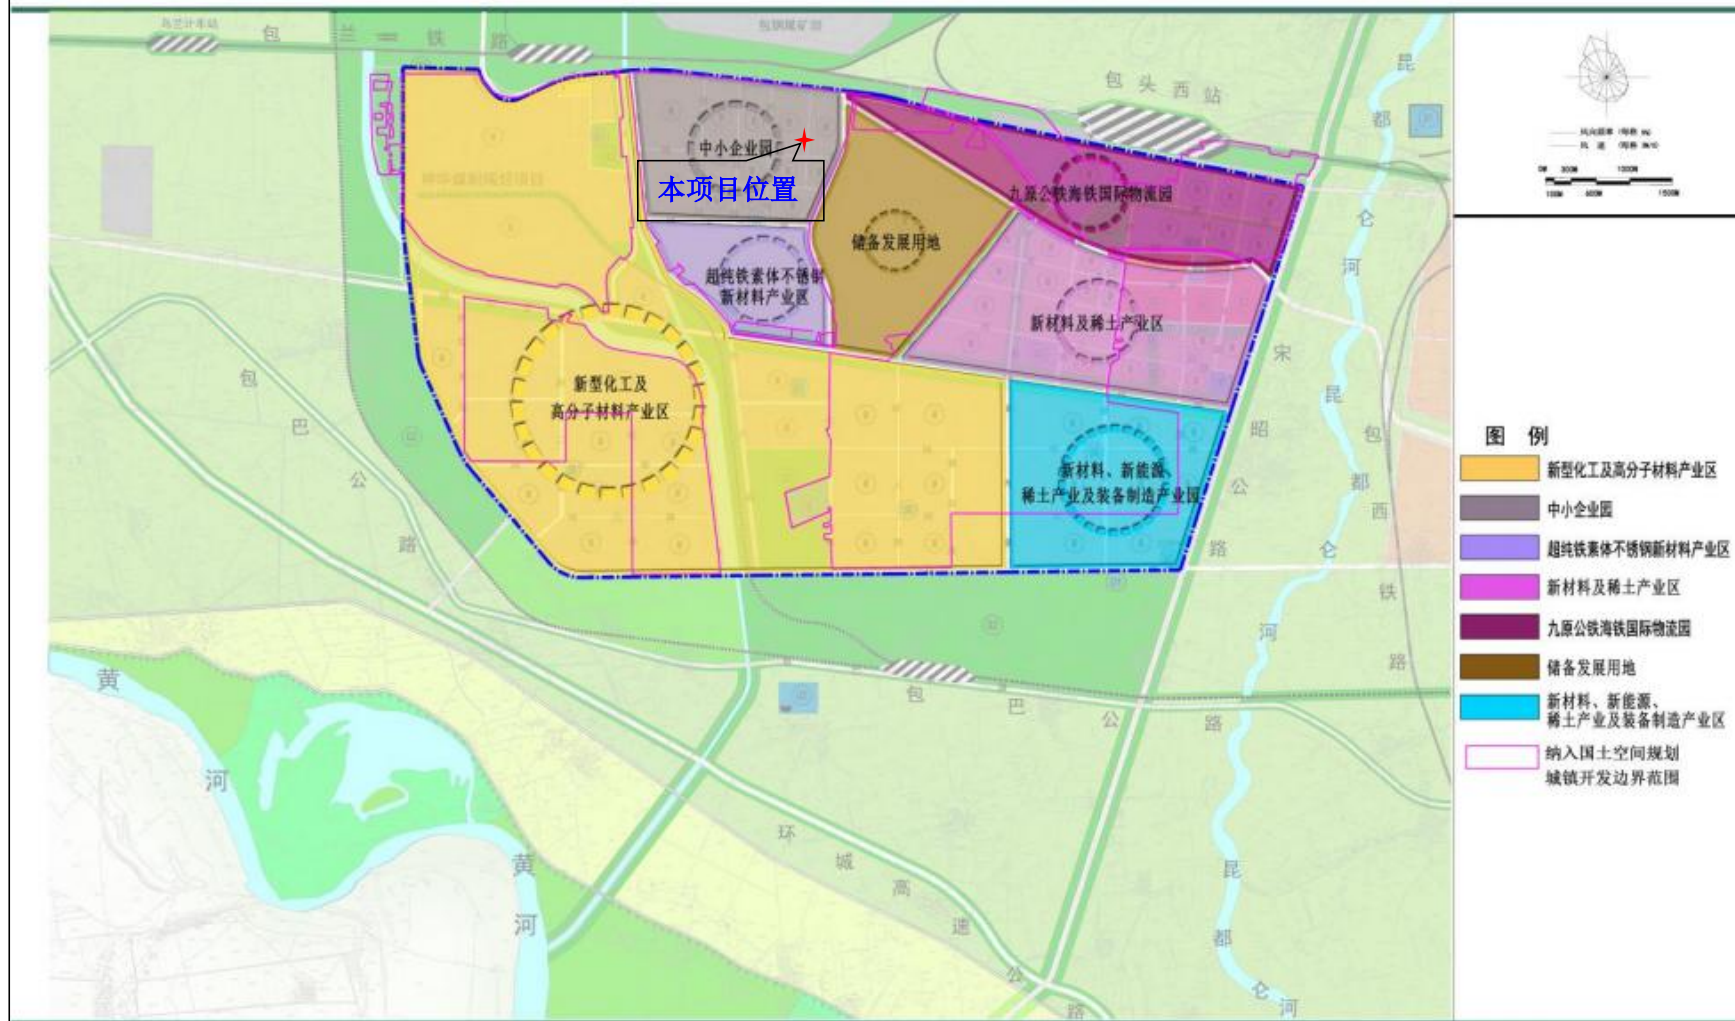 包 兰 铁 路
包头西站
昆
都
仑
河
中小企业园
本项目位置
九原公铁海铁国际物流园
储备发展用地
超纯铁素体不锈钢
新材料产业区
新材料及稀土产业区
新型化工及
高分子材料产业区
新材料、新能源
稀土产业及装备制造产业园
包
巴
公
路
宋
昭
公
路
昆
都
仑
河
包
西
铁
路
包 巴 公 路
黄
河
黄
河
环
城
高
速
公
路
昆
都
仑
河
图 例
新型化工及高分子材料产业区
中小企业园
超纯铁素体不锈钢新材料产业区
新材料及稀土产业区
九原公铁海铁国际物流园
储备发展用地
新材料、新能源、
稀土产业及装备制造产业区
纳入国土空间规划
城镇开发边界范围